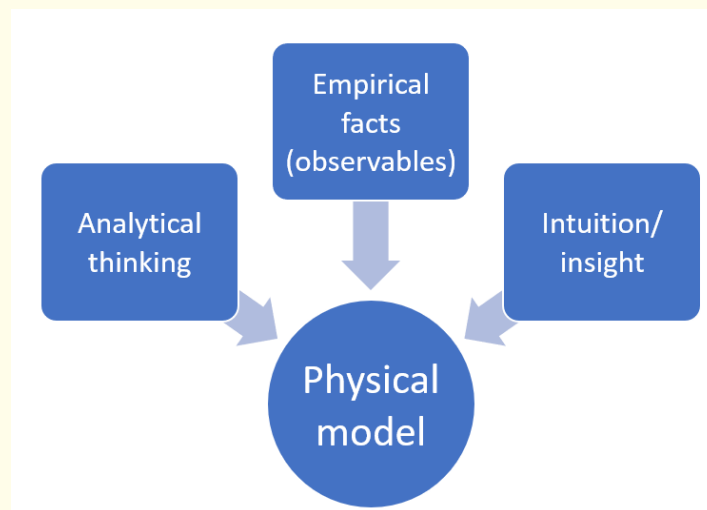 Empirical
facts
(observables)
Analytical
thinking
Intuition/
insight
Physical
model